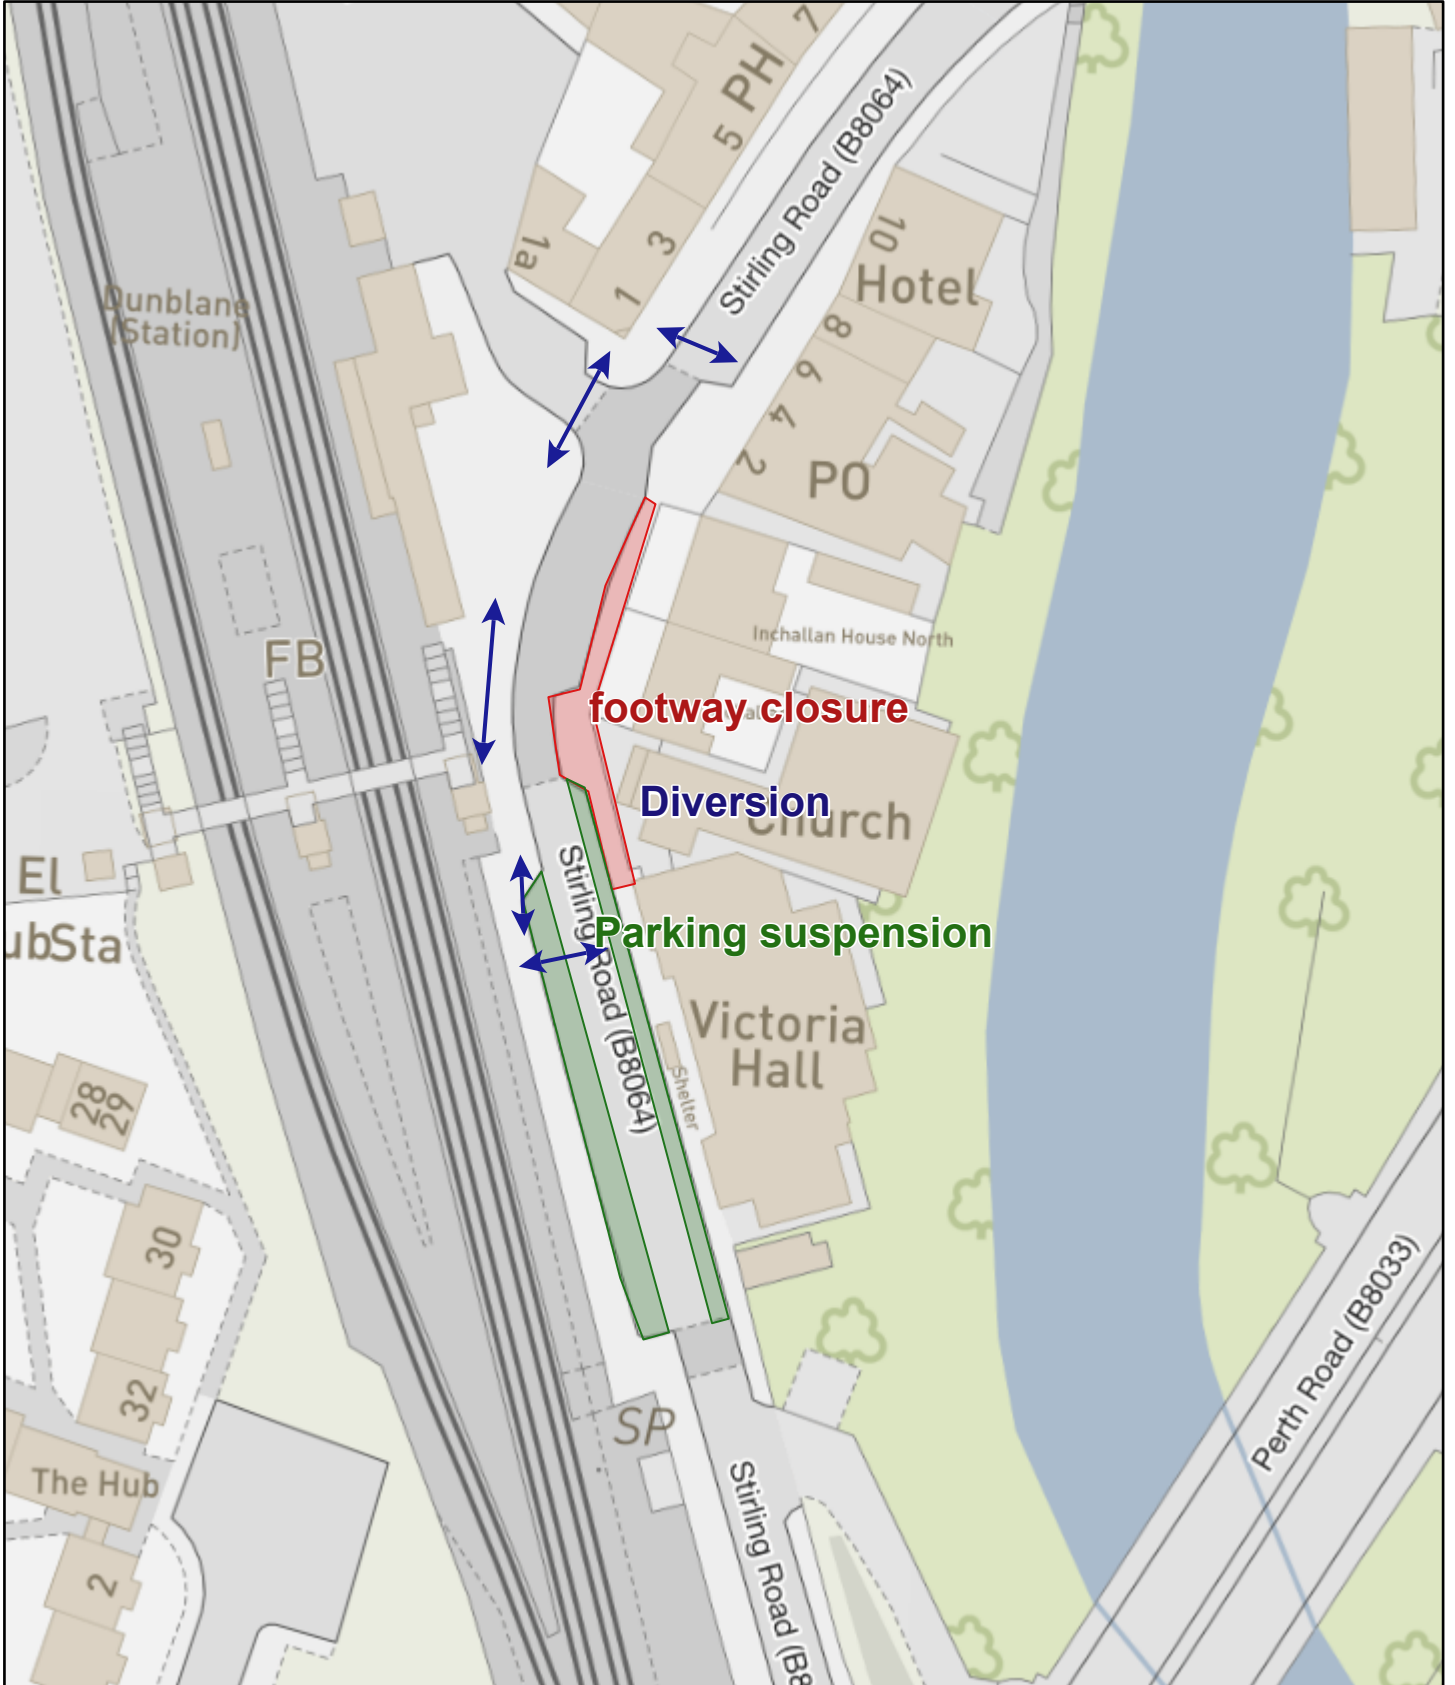 7
PH
5
3
1
1a
Stirling Road (B8064)
10
Hotel
8
6
4
2
PO
Dunblane
(Station)
FB
Inchallan House North
footway closure
Diversion
Church
El
ubSta
Parking suspension
Stirling Road (B8064)
Victoria
Hall
Shelter
28
29
30
32
The Hub
2
SP
Stirling Road (B8
Perth Road (B8033)